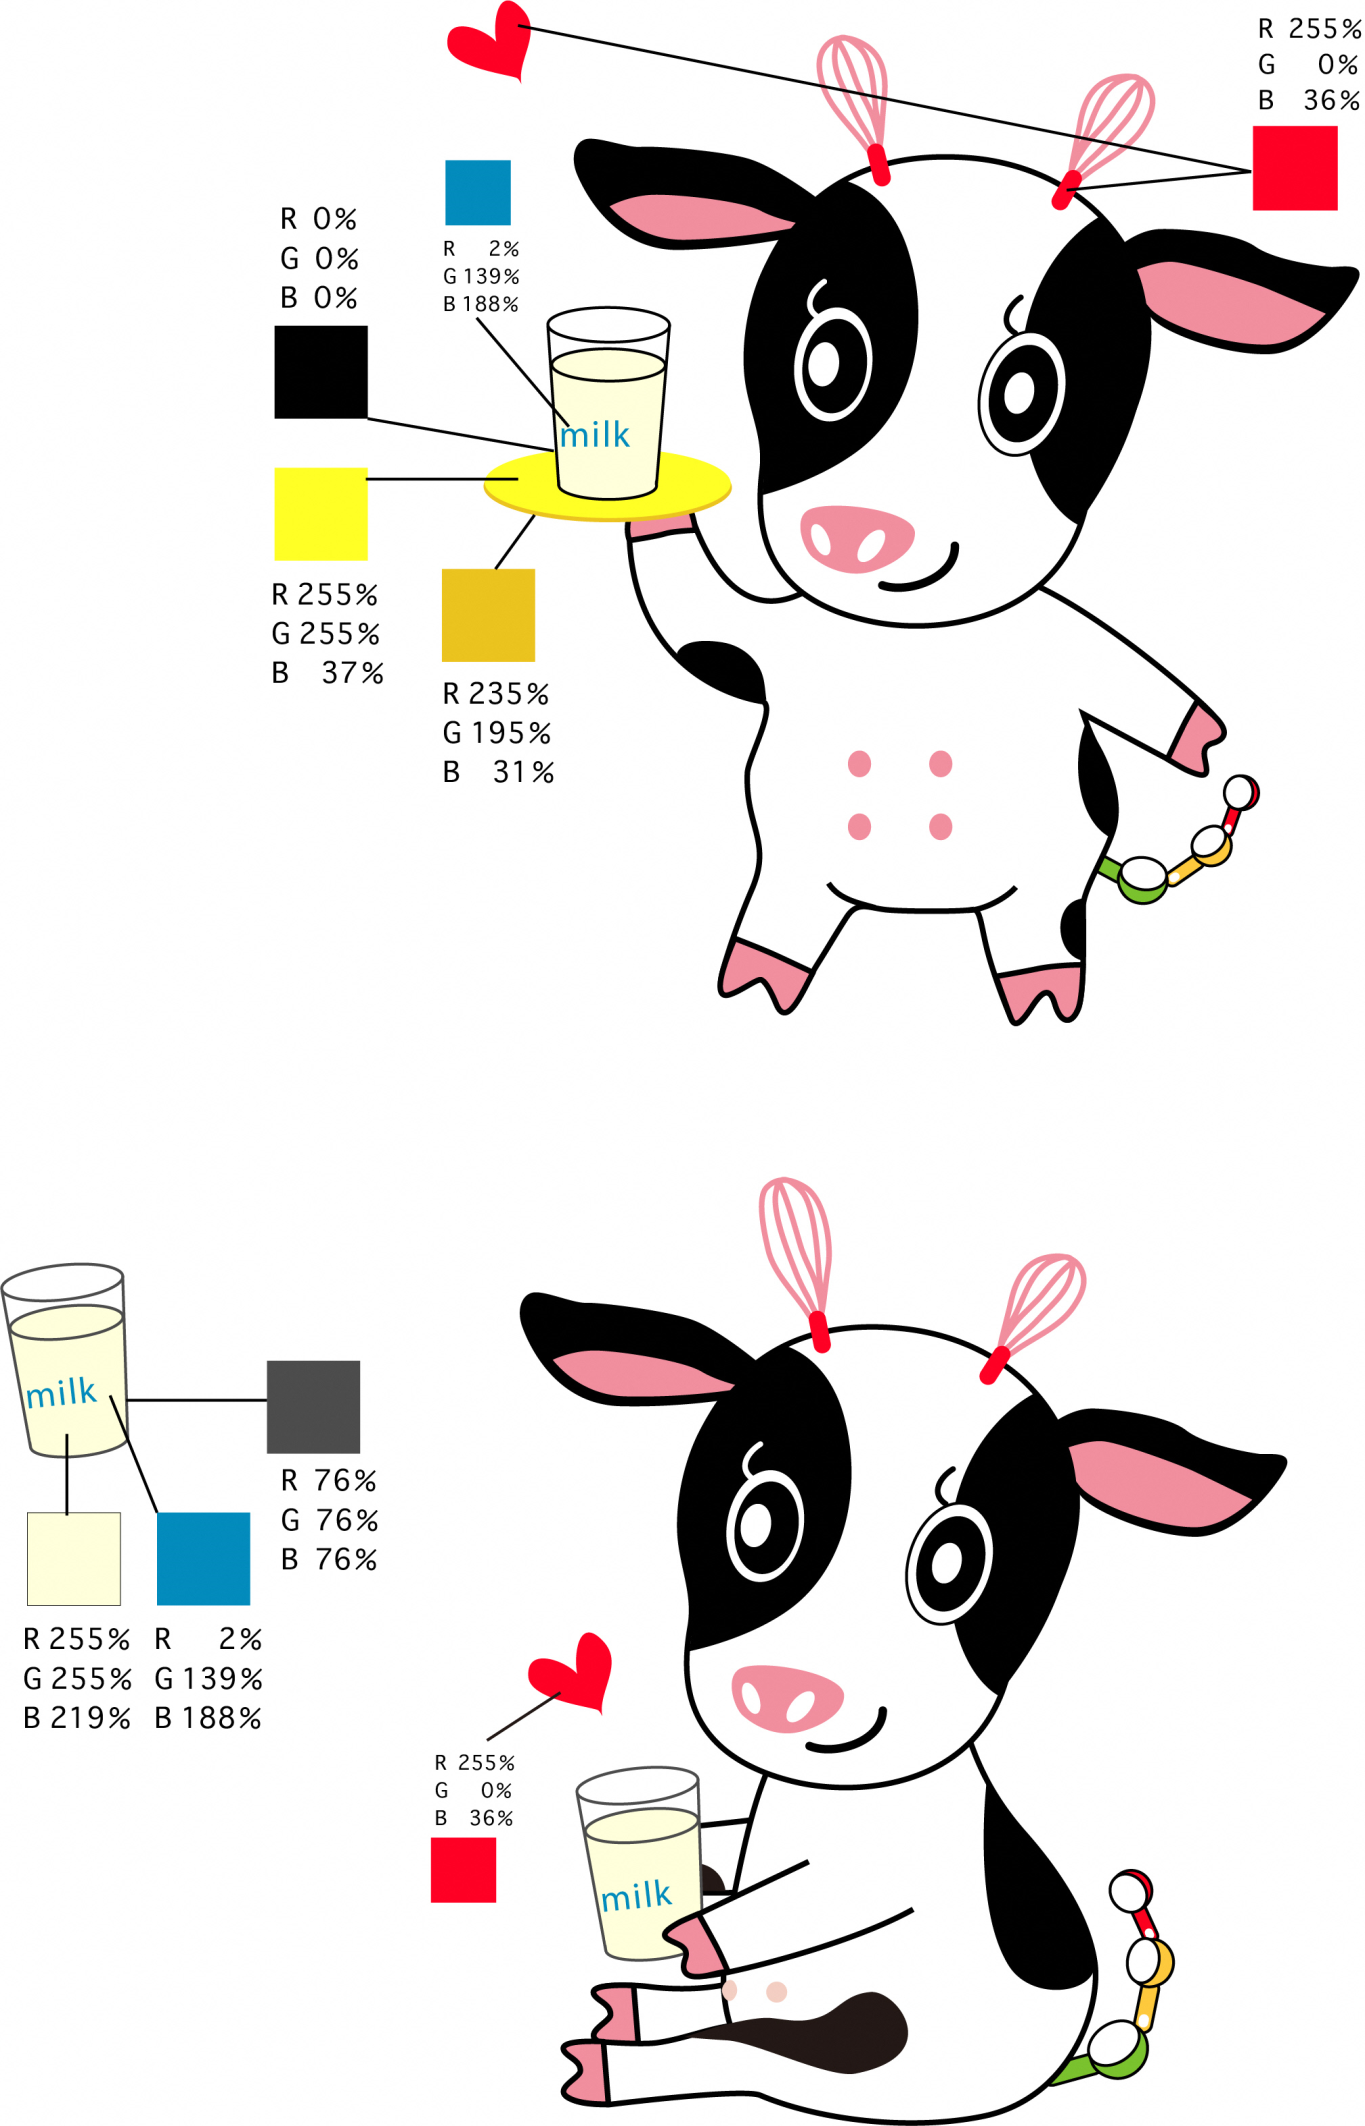 R 255%
G 0%
B 36%
R 0%
G 0%
B 0%
R 2%
G 139%
B 188%
milk
R 255%
G 255%
B 37%
R 235%
G 195%
B 31%
milk
R 76%
G 76%
B 76%
R 255%
G 255%
B 219%
R 2%
G 139%
B 188%
R 255%
G 0%
B 36%
milk